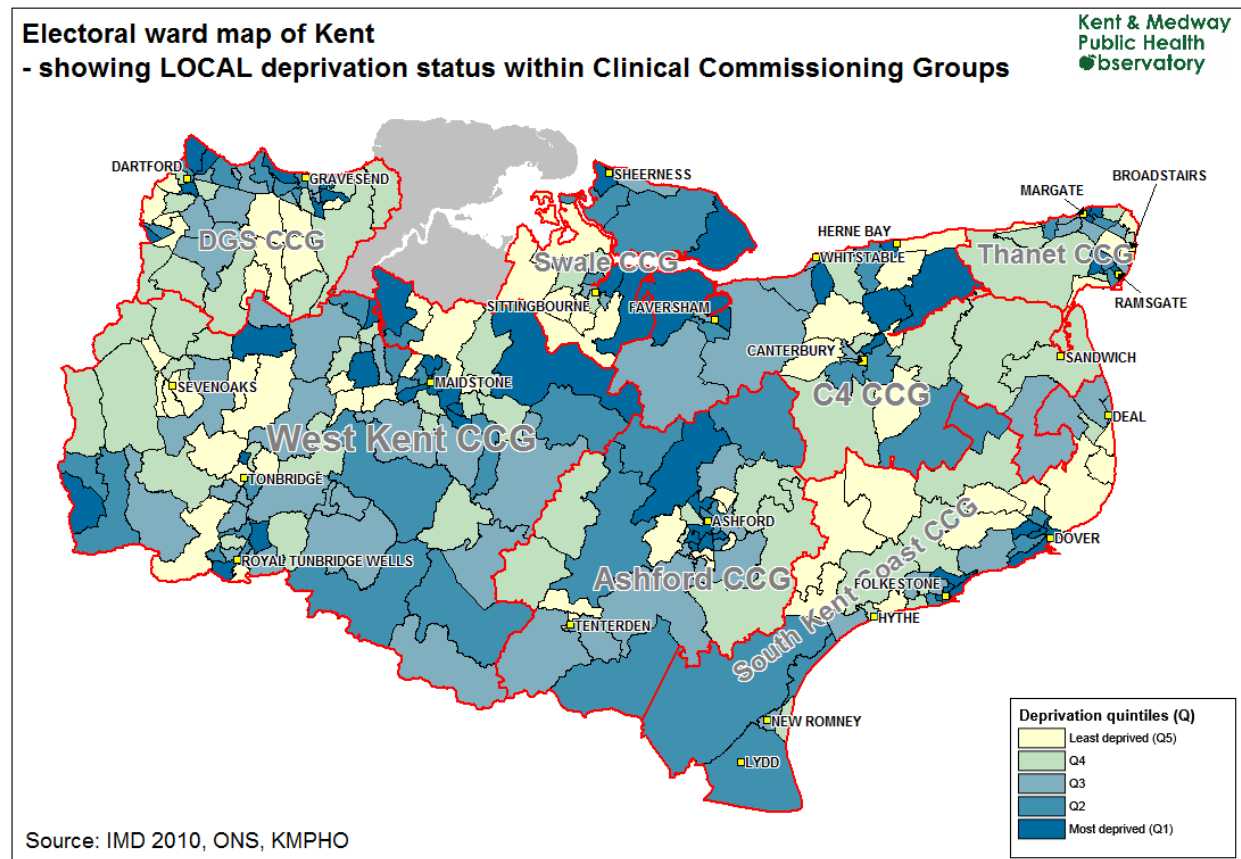 Electoral ward map of Kent
- showing LOCAL deprivation status within Clinical Commissioning Groups
Kent & Medway
Public Health
Observatory
DARTFORD
GRAVESEND
SHEERNESS
BROADSTAIRS
MARGATE
DGS CCG
HERNE BAY
Swale CCG
WHITSTABLE
Thanet CCG
SITTINGBOURNE
FAVERSHAM
RAMSGATE
CANTERBURY
SANDWICH
SEVENOAKS
MAIDSTONE
C4 CCG
DEAL
West Kent CCG
TONBRIDGE
ASHFORD
DOVER
ROYAL TUNBRIDGE WELLS
Ashford CCG
FOLKESTONE
South Kent Coast CCG
HYTHE
TENTERDEN
NEW ROMNEY
LYDD
Deprivation quintiles (Q)
Least deprived (Q5)
Q4
Q3
Q2
Most deprived (Q1)
Source: IMD 2010, ONS, KMPHO